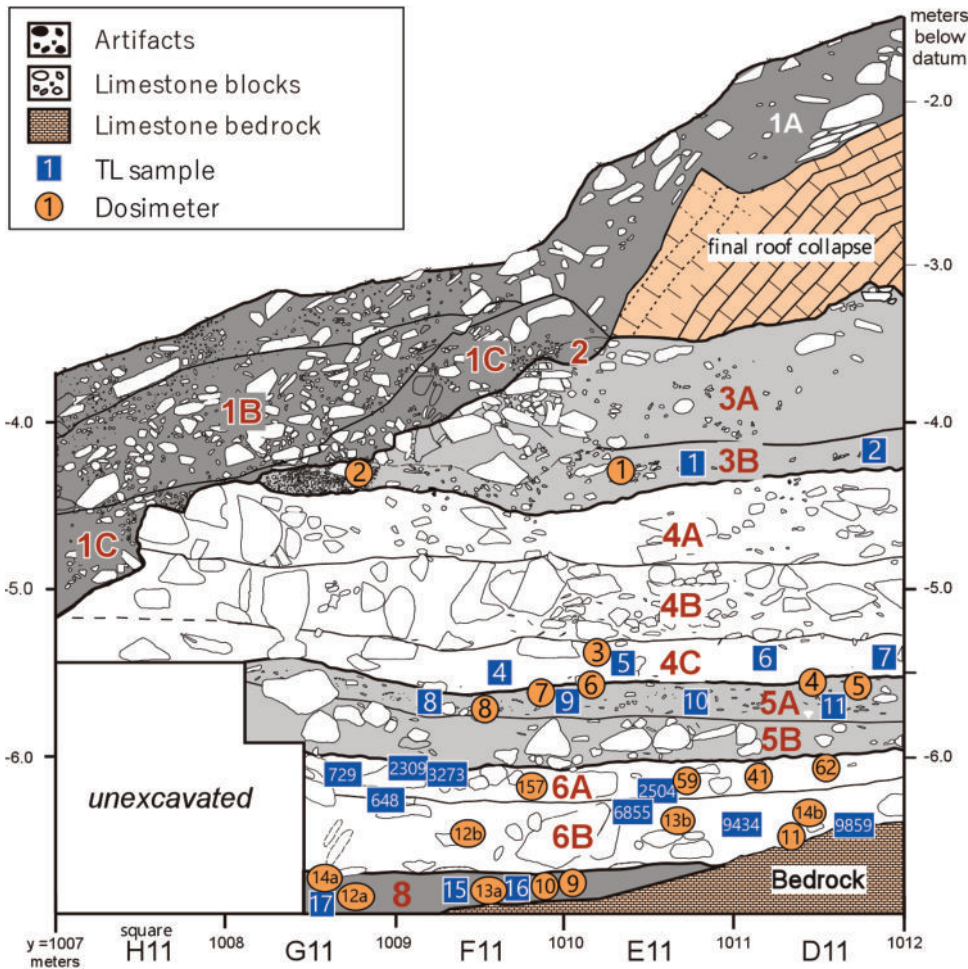 Artifacts
Limestone blocks
Limestone bedrock
1 TL sample
1 Dosimeter
meters
below
datum
-2.0
1A
final roof collapse
-3.0
1C 2
3A
1B
-4.0 -4.0
2 1 1 3B 2
4A
1C
-5.0 -5.0
4B
3
4 5 4C 6 7
8 8 7 9 6 10 4 5
5A 11
5B
-6.0 -6.0
729 2309 3273 157 6A 2504 59 41 62
648 6855 13b 9434 14b 9859
unexcavated
12b 6B 11
14a 12a 17 8 15 13a 16 10 9
Bedrock
y =1007 square 1008 1009 1010 1011 1012
meters H11 G11 F11 E11 D11